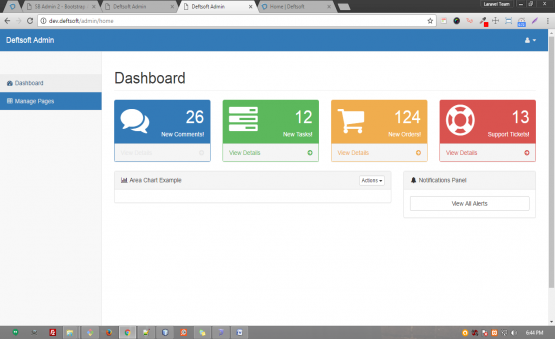 SB Admin 2 - Bootstrap
Deftsoft Admin
Deftsoft Admin
Home | Deftsoft
Laravel Team
dev.deftsoft/admin/home
Deftsoft Admin
Dashboard
Manage Pages
Dashboard
26
New Comments!
View Details
12
New Tasks!
View Details
124
New Orders!
View Details
13
Support Tickets!
View Details
Area Chart Example
Actions
Notifications Panel
View All Alerts
5:44 PM